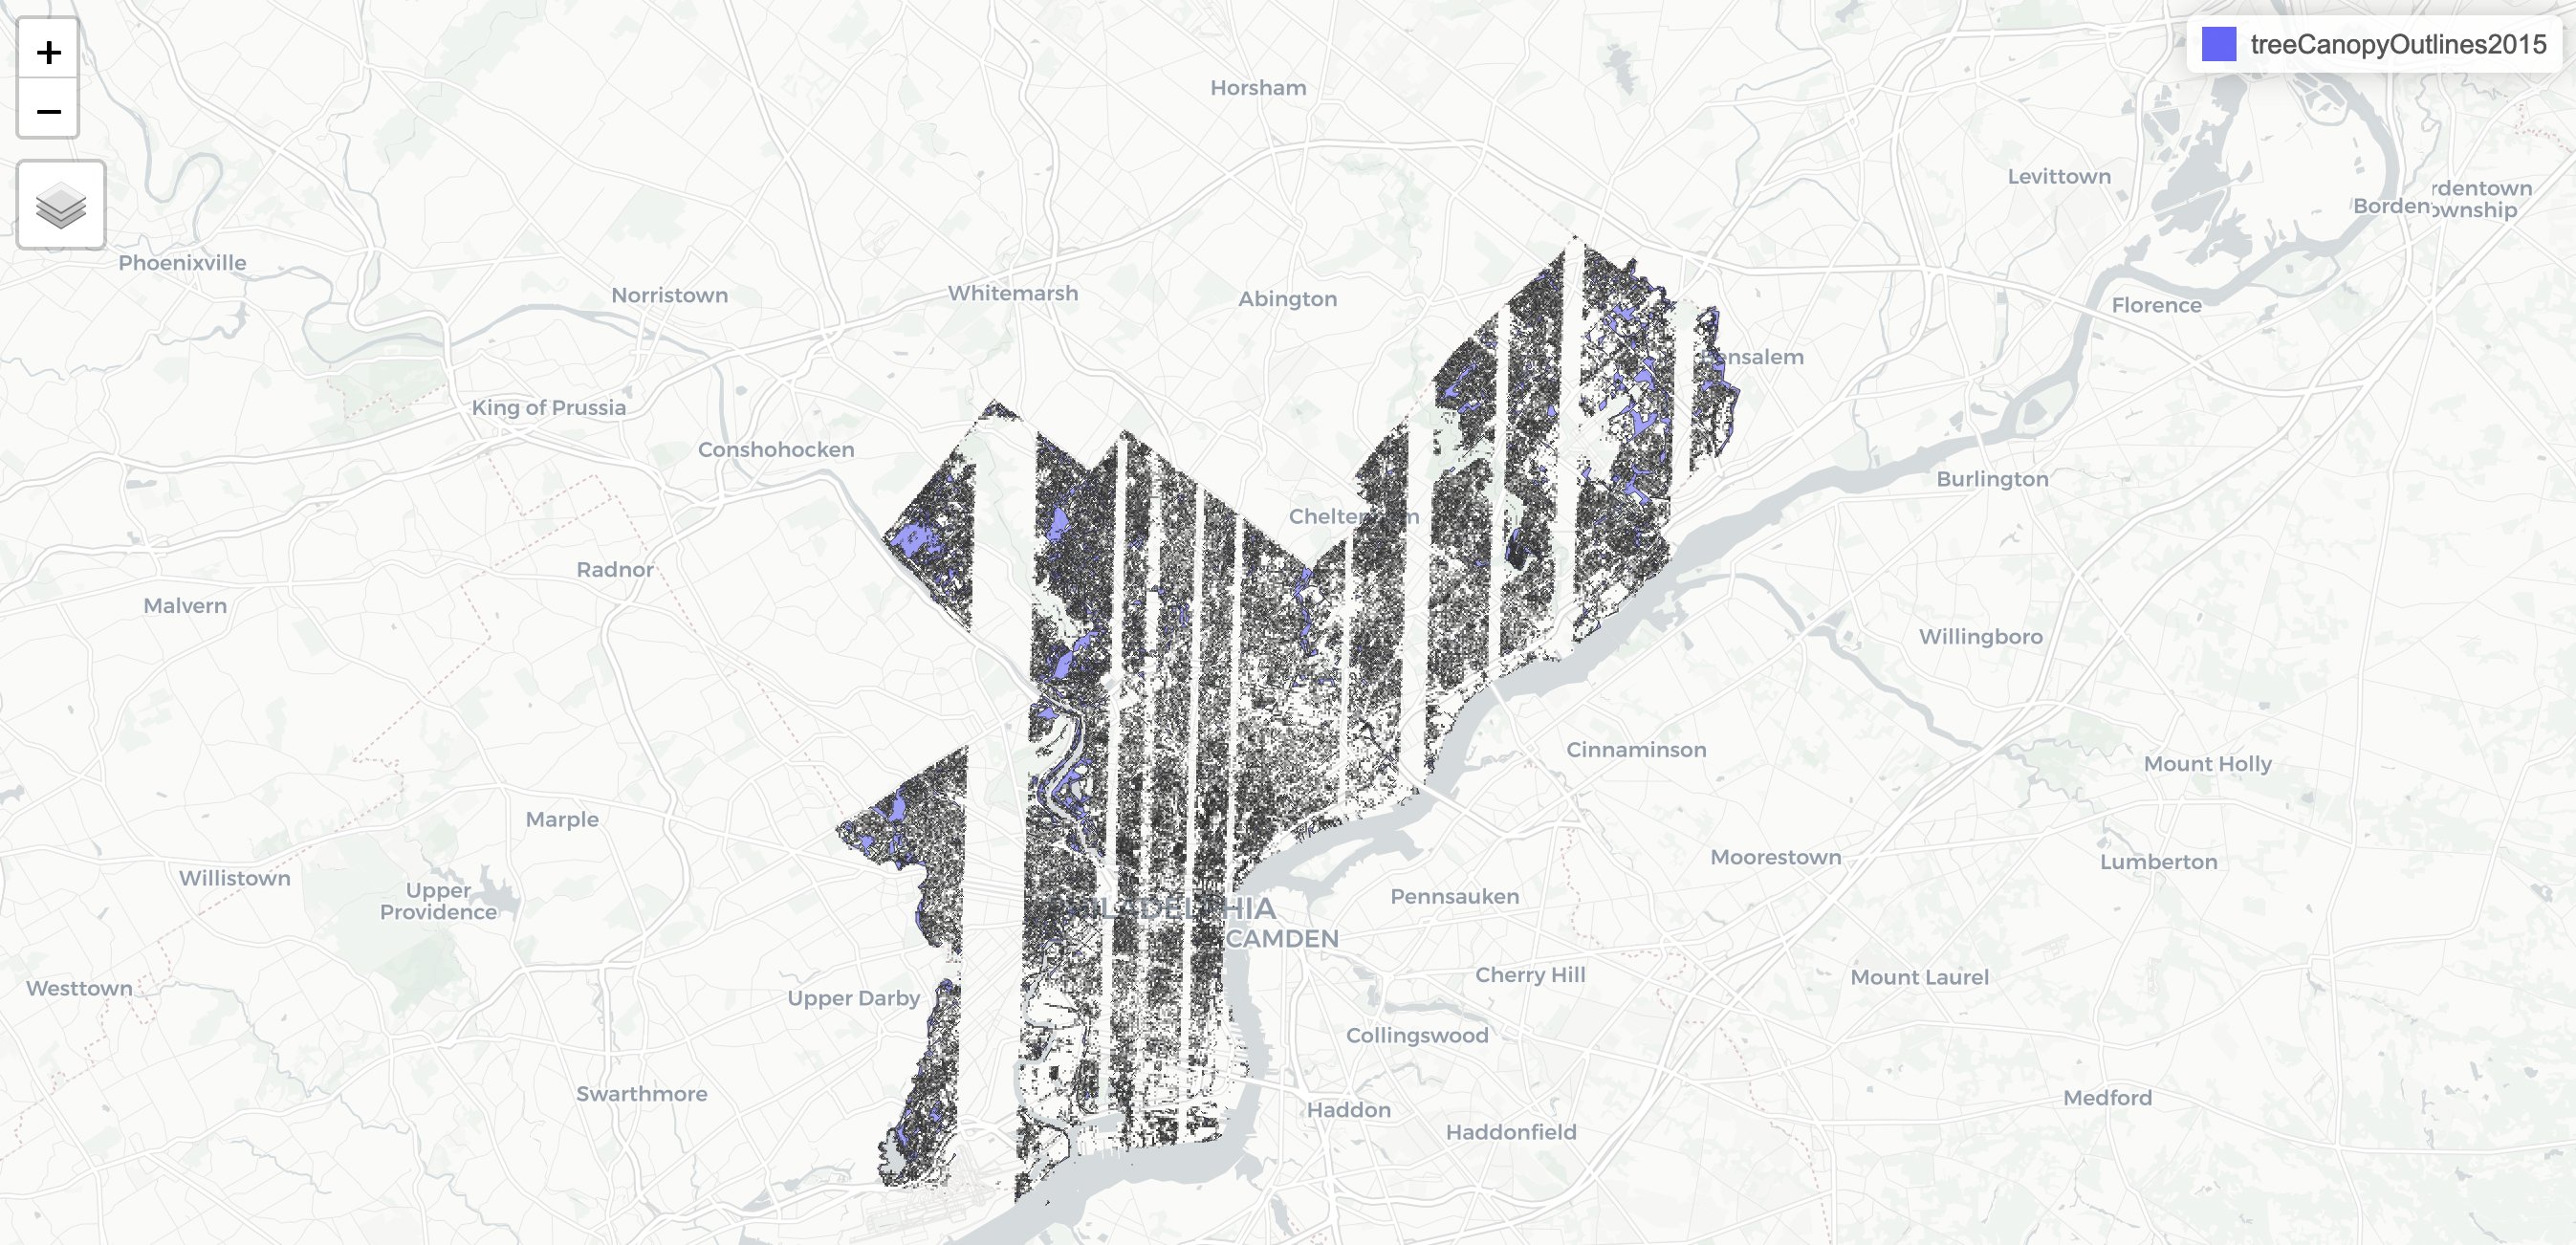 +
treeCanopyOutlines2015
−
Horsham
Levittown
rdentown
Borden
ownship
Phoenixville
Norristown
Whitemarsh
Abington
Florence
Bensalem
King of Prussia
Conshohocken
Burlington
Chelten
m
Radnor
Malvern
Willingboro
Cinnaminson
Mount Holly
Marple
Moorestown
Lumberton
Willistown
Upper
Providence
Pennsauken
PHILADELPHIA
CAMDEN
Cherry Hill
Mount Laurel
Westtown
Upper Darby
Collingswood
Swarthmore
Medford
Haddon
Haddonfield